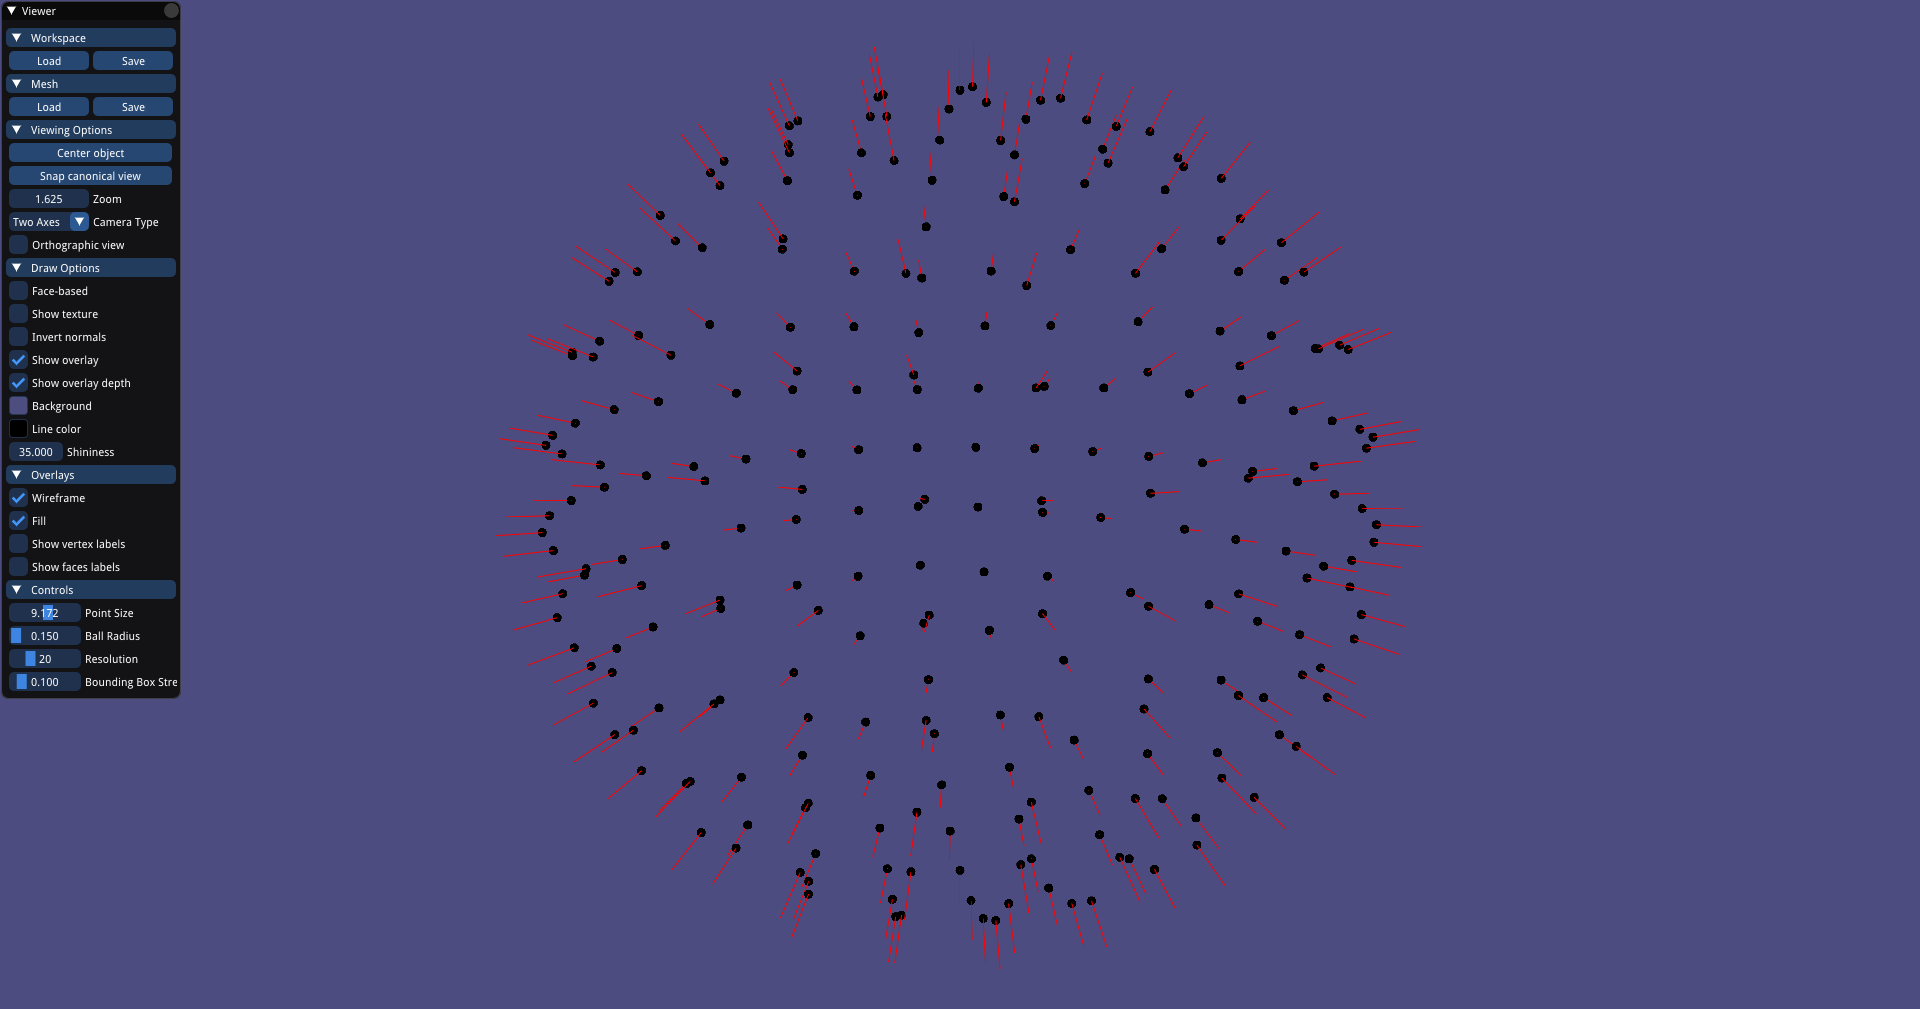 Viewer
Workspace
Load Save
Mesh
Load Save
Viewing Options
Center object
Snap canonical view
1.625 Zoom
Two Axes Camera Type
Orthographic view
Draw Options
Face-based
Show texture
Invert normals
Show overlay
Show overlay depth
Background
Line color
35.000 Shininess
Overlays
Wireframe
Fill
Show vertex labels
Show faces labels
Controls
9.172 Point Size
0.150 Ball Radius
20 Resolution
0.100 Bounding Box Stre